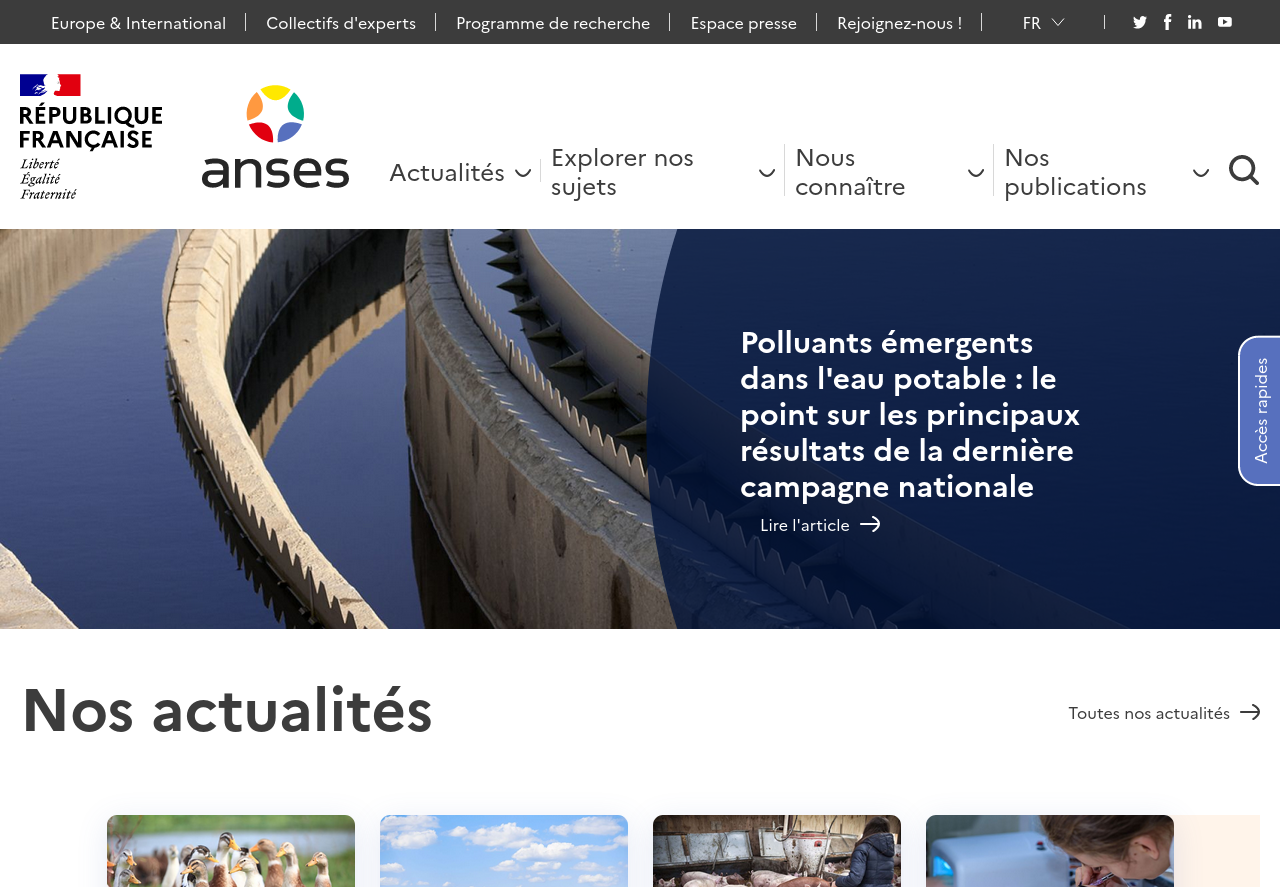 Europe & International
Collectifs d'experts
Programme de recherche
Espace presse
Rejoignez-nous !
FR
RÉPUBLIQUE
FRANÇAISE
Liberté
Égalité
Fraternité
anses
Actualités
Explorer nos
sujets
Nous
connaître
Nos
publications
Polluants émergents
dans l'eau potable : le
point sur les principaux
résultats de la dernière
campagne nationale
Lire l'article
Accès rapides
Nos actualités
Toutes nos actualités